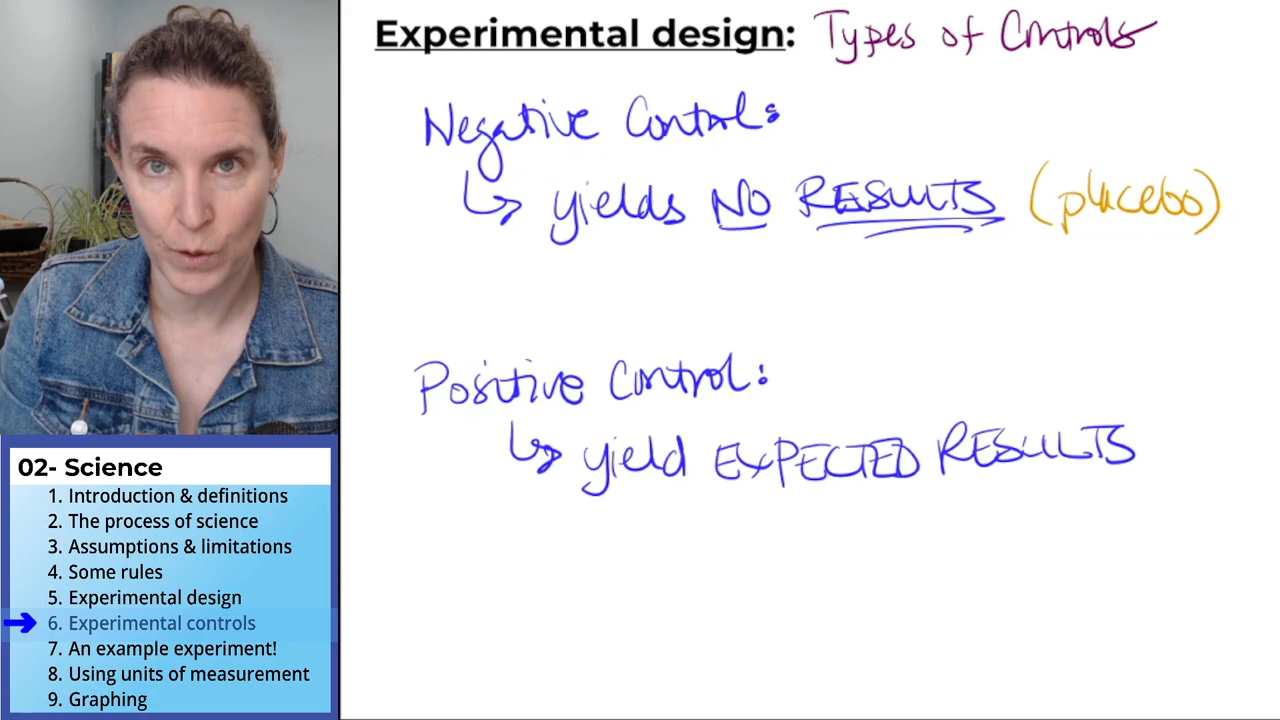 Experimental design: Types of Controls
Negative Control:
↳ yields NO RESULTS (placebo)
Positive Control:
↳ yield EXPECTED RESULTS
02- Science
1. Introduction & definitions
2. The process of science
3. Assumptions & limitations
4. Some rules
5. Experimental design
6. Experimental controls
7. An example experiment!
8. Using units of measurement
9. Graphing